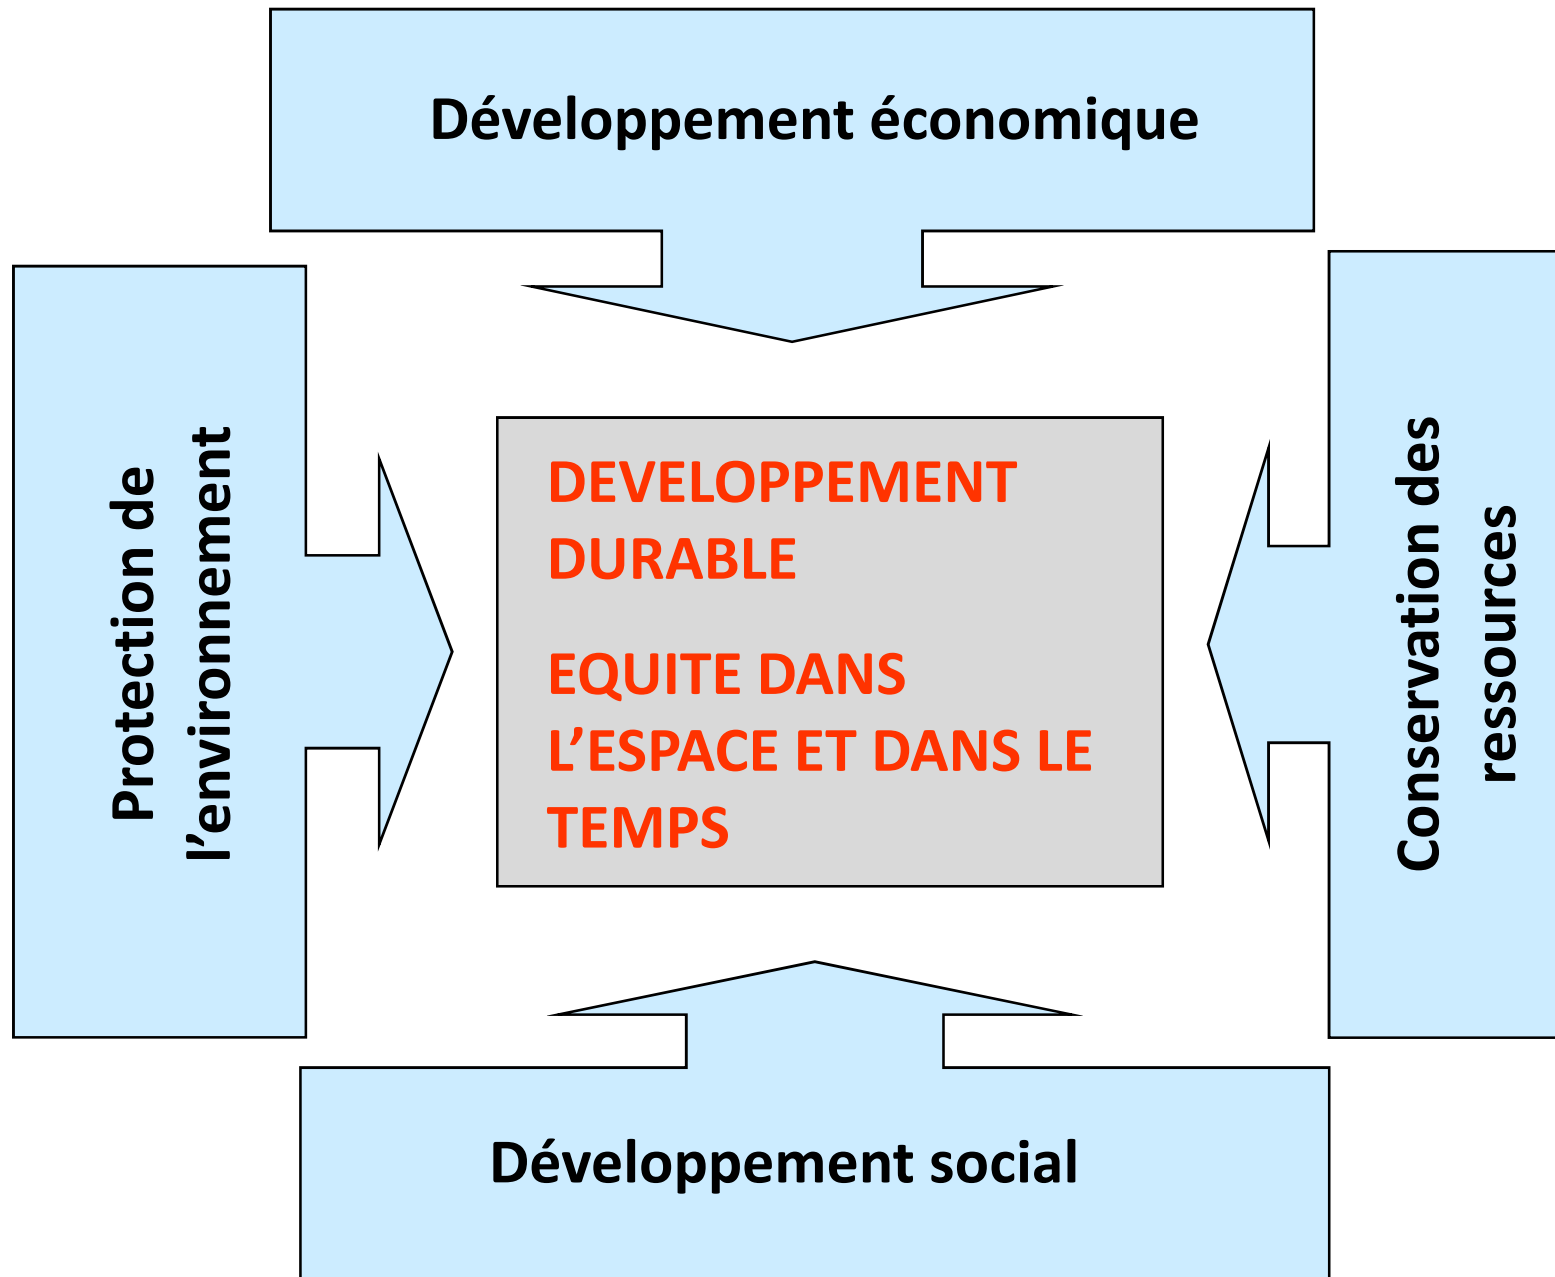 Développement économique
Protection de
l’environnement
DEVELOPPEMENT
DURABLE
EQUITE DANS
L’ESPACE ET DANS LE
TEMPS
Conservation des
ressources
Développement social